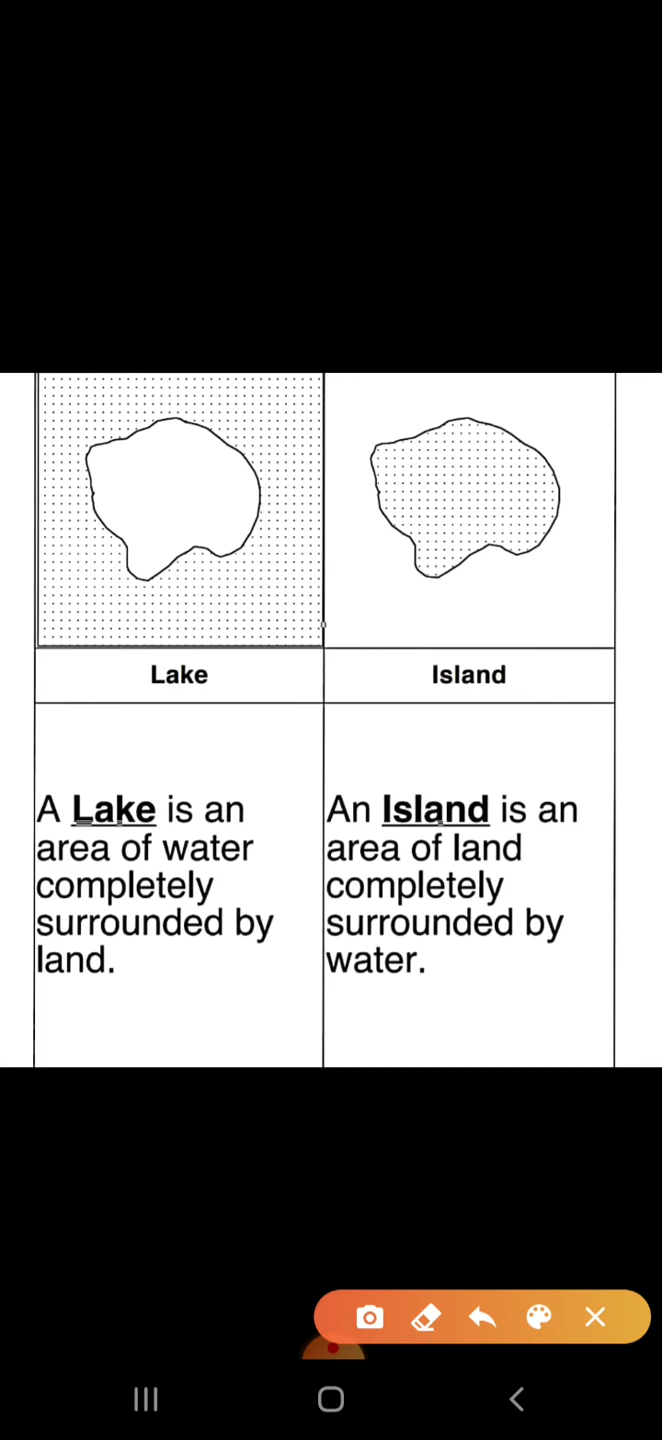 Lake
Island
A Lake is an
area of water
completely
surrounded by
land.
An Island is an
area of land
completely
surrounded by
water.